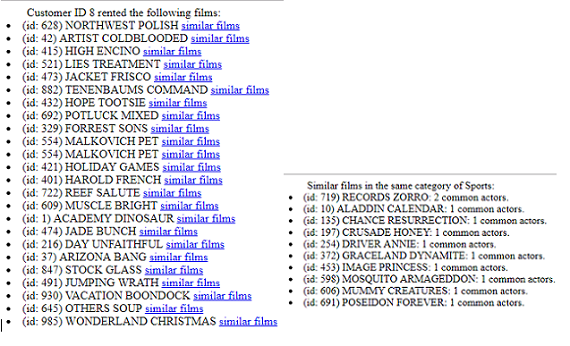 Customer ID 8 rented the following films:
• (id: 628) NORTHWEST POLISH similar films
• (id: 42) ARTIST COLDBLOODED similar films
• (id: 415) HIGH ENCINO similar films
• (id: 521) LIES TREATMENT similar films
• (id: 473) JACKET FRISCO similar films
• (id: 882) TENENBAUMS COMMAND similar films
• (id: 432) HOPE TOOTSIE similar films
• (id: 692) POTLUCK MIXED similar films
• (id: 329) FORREST SONS similar films
• (id: 554) MALKOVICH PET similar films
• (id: 554) MALKOVICH PET similar films
• (id: 421) HOLIDAY GAMES similar films
• (id: 401) HAROLD FRENCH similar films
• (id: 722) REEF SALUTE similar films
• (id: 609) MUSCLE BRIGHT similar films
• (id: 1) ACADEMY DINOSAUR similar films
• (id: 474) JADE BUNCH similar films
• (id: 216) DAY UNFAITHFUL similar films
• (id: 37) ARIZONA BANG similar films
• (id: 847) STOCK GLASS similar films
• (id: 491) JUMPING WRATH similar films
• (id: 930) VACATION BOONDOCK similar films
• (id: 645) OTHERS SOUP similar films
• (id: 985) WONDERLAND CHRISTMAS similar films
Similar films in the same category of Sports:
• (id: 719) RECORDS ZORRO: 2 common actors.
• (id: 10) ALADDIN CALENDAR: 1 common actors.
• (id: 135) CHANCE RESURRECTION: 1 common actors.
• (id: 197) CRUSADE HONEY: 1 common actors.
• (id: 254) DRIVER ANNIE: 1 common actors.
• (id: 372) GRACELAND DYNAMITE: 1 common actors.
• (id: 453) IMAGE PRINCESS: 1 common actors.
• (id: 598) MOSQUITO ARMAGEDDON: 1 common actors.
• (id: 606) MUMMY CREATURES: 1 common actors.
• (id: 691) POSEIDON FOREVER: 1 common actors.